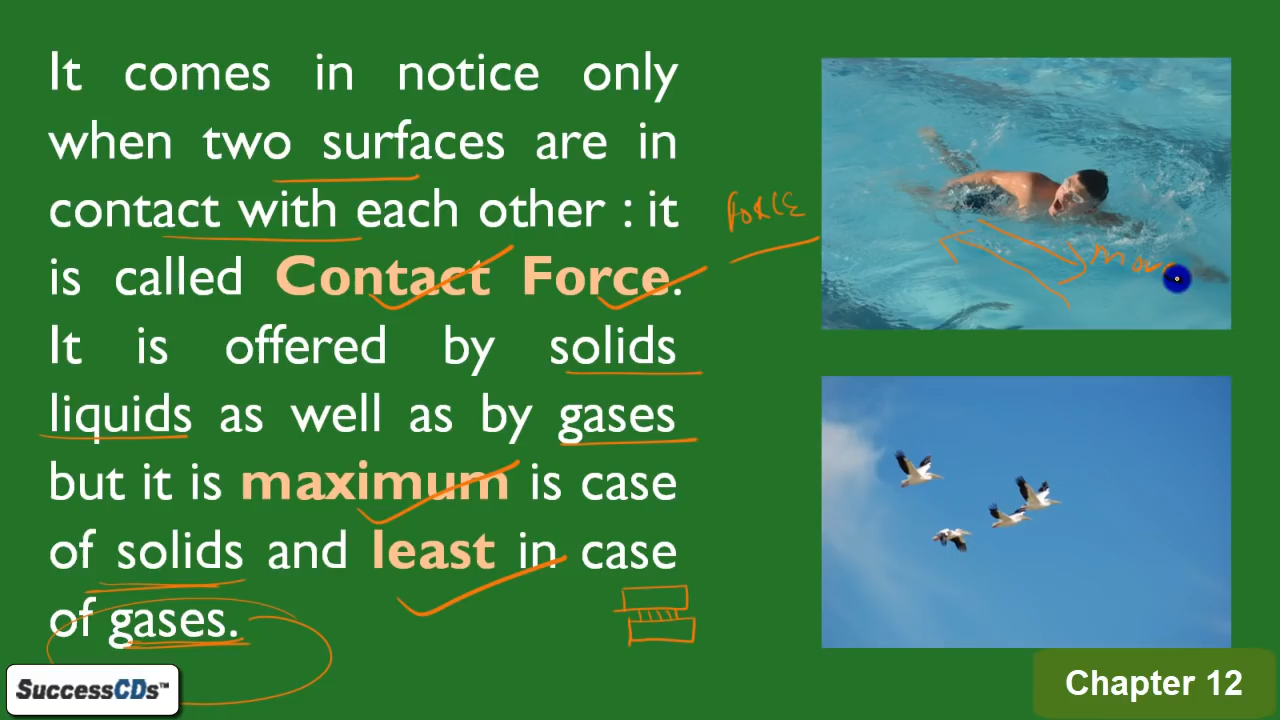 It comes in notice only
when two surfaces are in
contact with each other : it
is called Contact Force.
It is offered by solids
liquids as well as by gases
but it is maximum is case
of solids and least in case
of gases.
FORCE
SuccessCDs™
Chapter 12